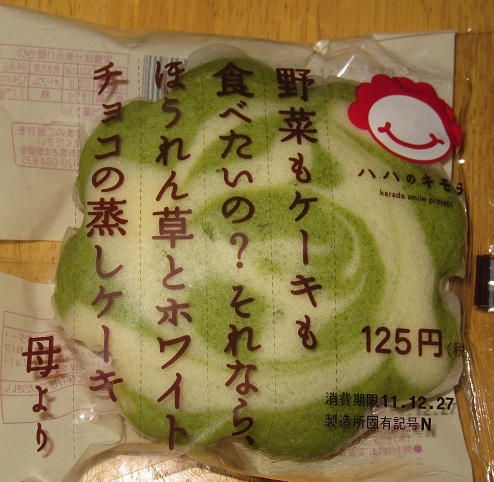 野菜もケーキも
食べたいの？それなら、
ほうれん草とホワイト
チョコの蒸しケーキ
母より
ハハのキモチ
karada smile project
125円(税
消費期限11.12.27
製造所固有記号N